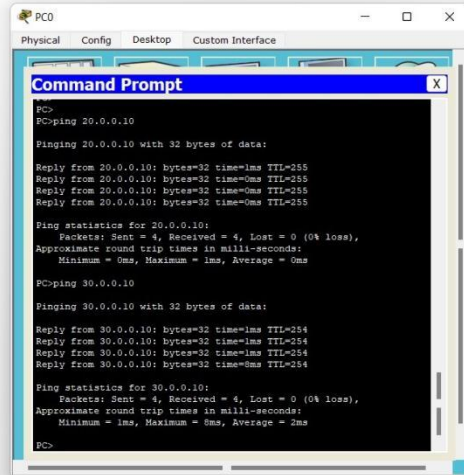 PC0
Physical Config Desktop Custom Interface
Command Prompt X
PC>
PC>ping 20.0.0.10
Pinging 20.0.0.10 with 32 bytes of data:
Reply from 20.0.0.10: bytes=32 time=1ms TTL=255
Reply from 20.0.0.10: bytes=32 time=0ms TTL=255
Reply from 20.0.0.10: bytes=32 time=0ms TTL=255
Reply from 20.0.0.10: bytes=32 time=0ms TTL=255
Ping statistics for 20.0.0.10:
Packets: Sent = 4, Received = 4, Lost = 0 (0% loss),
Approximate round trip times in milli-seconds:
Minimum = 0ms, Maximum = 1ms, Average = 0ms
PC>ping 30.0.0.10
Pinging 30.0.0.10 with 32 bytes of data:
Reply from 30.0.0.10: bytes=32 time=1ms TTL=254
Reply from 30.0.0.10: bytes=32 time=1ms TTL=254
Reply from 30.0.0.10: bytes=32 time=1ms TTL=254
Reply from 30.0.0.10: bytes=32 time=8ms TTL=254
Ping statistics for 30.0.0.10:
Packets: Sent = 4, Received = 4, Lost = 0 (0% loss),
Approximate round trip times in milli-seconds:
Minimum = 1ms, Maximum = 8ms, Average = 2ms
PC>